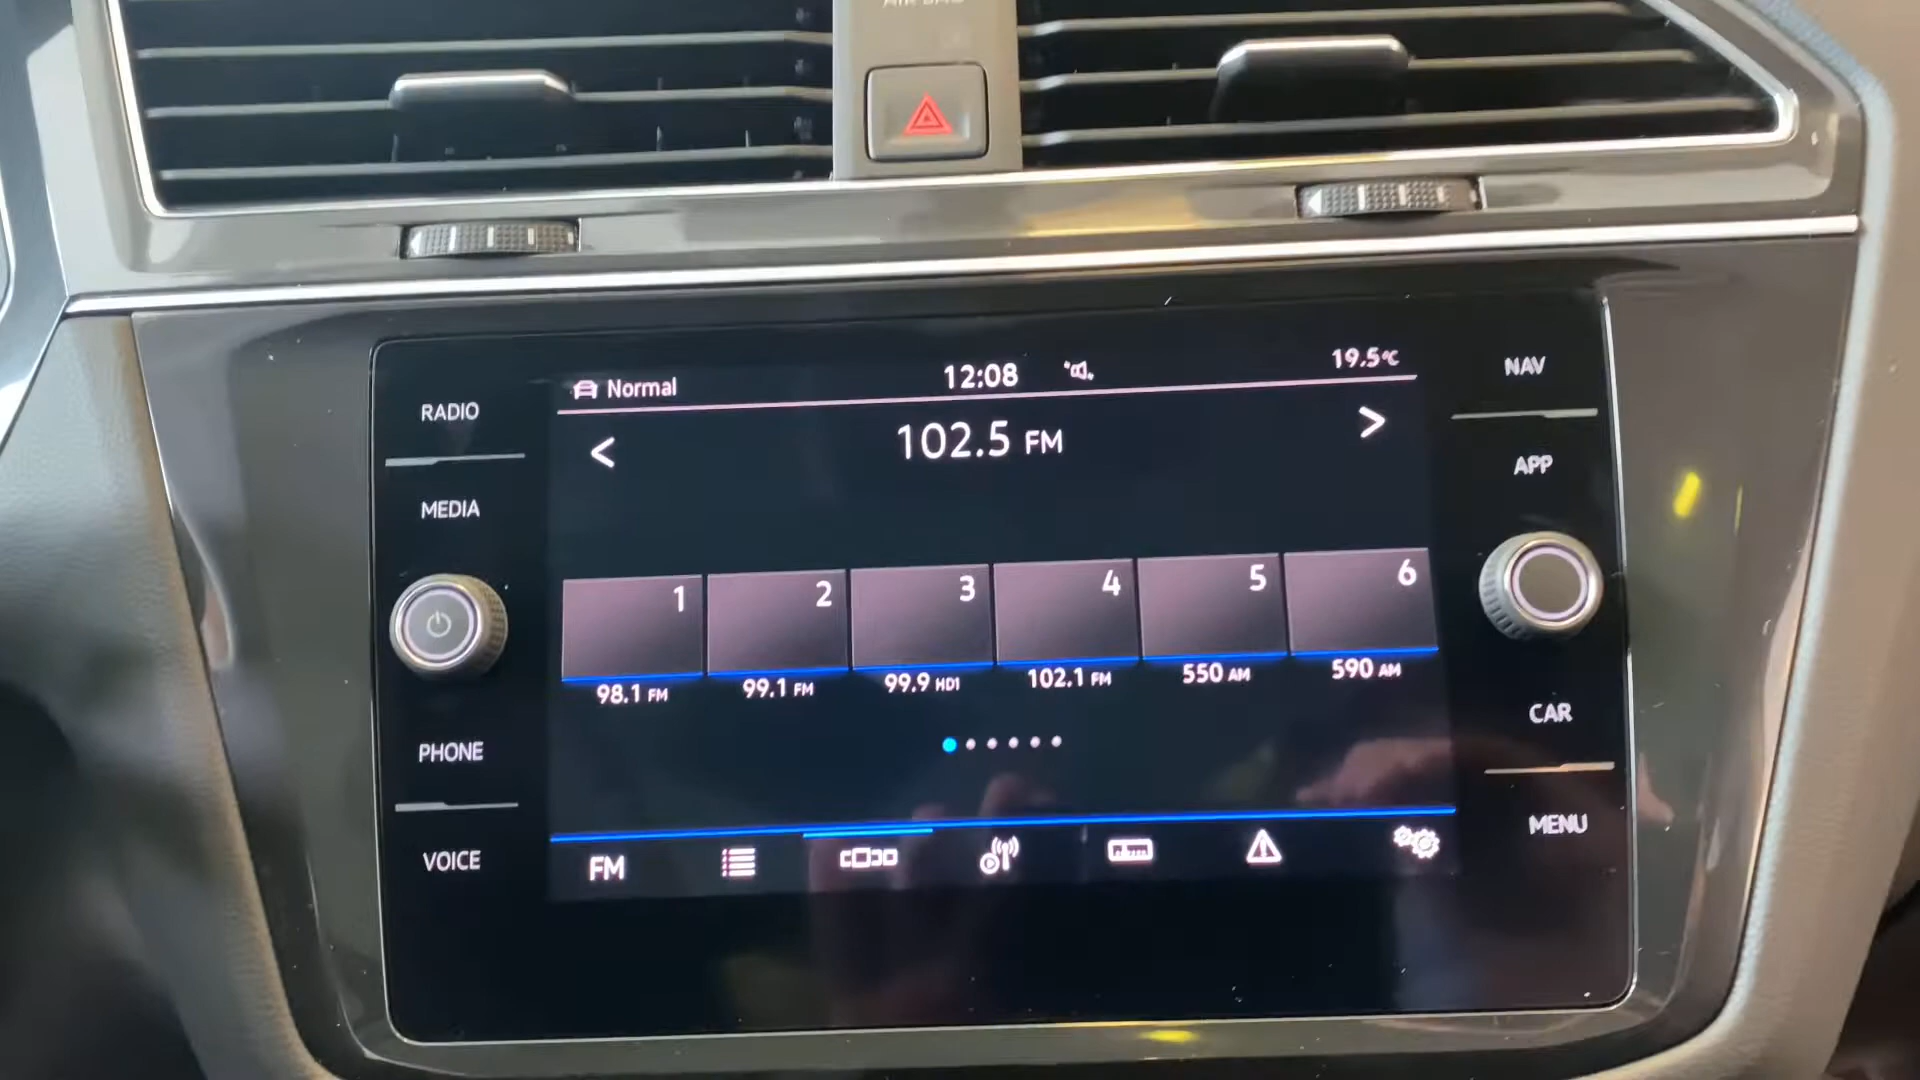 AIR BAG
Normal
12:08
19.5°C
NAV
RADIO
102.5 FM
APP
MEDIA
1
2
3
4
5
6
98.1 FM
99.1 FM
99.9 HD1
102.1 FM
550 AM
590 AM
PHONE
CAR
VOICE
FM
MENU